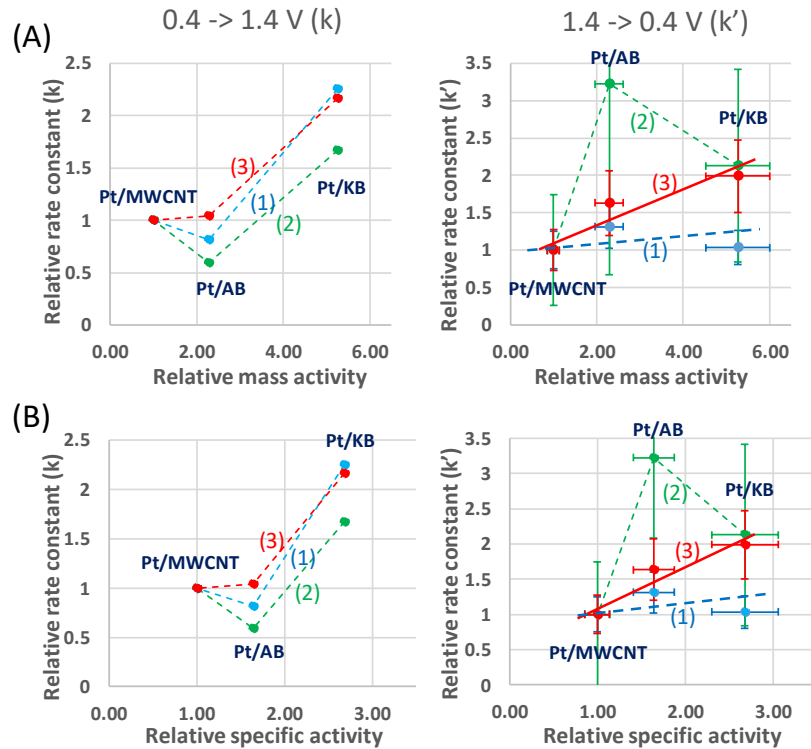 0.4 -> 1.4 V (k)
1.4 -> 0.4 V (k’)
(A)
2.5
2
1.5
1
0.5
0
0.00
2.00
4.00
6.00
Relative rate constant (k)
Relative mass activity
Pt/MWCNT
Pt/AB
Pt/KB
(3)
(1)
(2)
3.5
3
2.5
2
1.5
1
0.5
0
0.00
2.00
4.00
6.00
Relative rate constant (k’)
Relative mass activity
Pt/AB
Pt/KB
Pt/MWCNT
(2)
(3)
(1)
(B)
2.5
2
1.5
1
0.5
0
0.00
1.00
2.00
3.00
Relative rate constant (k)
Relative specific activity
Pt/KB
Pt/MWCNT
Pt/AB
(3)
(1)
(2)
3.5
3
2.5
2
1.5
1
0.5
0
0.00
1.00
2.00
3.00
Relative rate constant (k’)
Relative specific activity
Pt/AB
Pt/KB
Pt/MWCNT
(2)
(3)
(1)